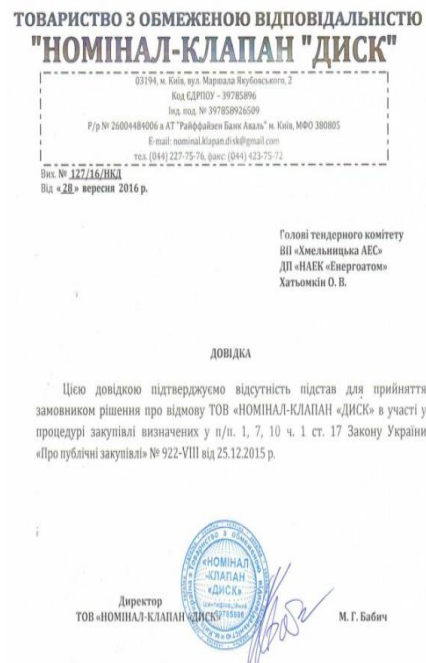 ТОВАРИСТВО З ОБМЕЖЕНОЮ ВІДПОВІДАЛЬНІСТЮ
"НОМІНАЛ-КЛАПАН "ДИСК"
03194, м. Київ, вул. Маршала Якубовського, 2
Код ЄДРПОУ – 39785896
Інд. под. № 397858926509
Р/р № 26004484006 в АТ "Райффайзен Банк Аваль" м. Київ, МФО 380805
E-mail: nominal.klapan.disk@gmail.com
тел. (044) 227-75-76, факс: (044) 423-75-72
Вих. № 127/16/НКД
Від «28» вересня 2016 р.
Голові тендерного комітету
ВП «Хмельницька АЕС»
ДП «НАЕК «Енергоатом»
Хатьомкін О. В.
ДОВІДКА
Цією довідкою підтверджуємо відсутність підстав для прийняття
замовником рішення про відмову ТОВ «НОМІНАЛ-КЛАПАН «ДИСК» в участі у
процедурі закупівлі визначених у п/п. 1, 7, 10 ч. 1 ст. 17 Закону України
«Про публічні закупівлі» № 922-VIII від 25.12.2015 р.
«НОМІНАЛ
-КЛАПАН
«ДИСК»
39785896
Директор
ТОВ «НОМІНАЛ-КЛАПАН «ДИСК» М. Г. Бабич